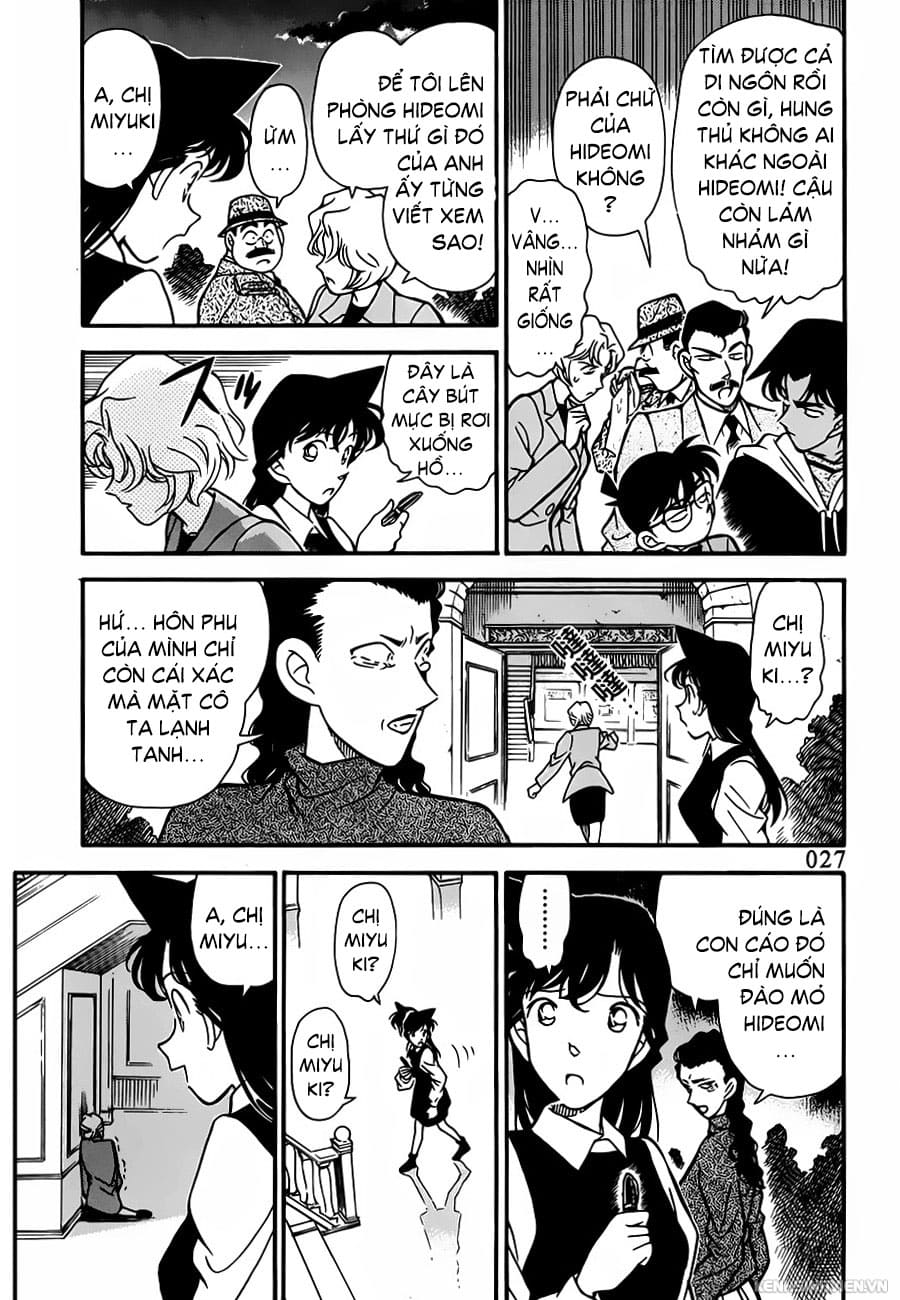 TÌM ĐƯỢC CẢ
DI NGÔN RỒI
CÒN GÌ, HUNG
THỦ KHÔNG AI
KHÁC NGOÀI
HIDEOMI! CẬU
CÒN LẢM
NHẢM GÌ
NỮA!
PHẢI CHỮ
CỦA
HIDEOMI
KHÔNG
?
V...
VÂNG...
NHÌN
RẤT
GIỐNG
...
ĐỂ TÔI LÊN
PHÒNG HIDEOMI
LẤY THỨ GÌ ĐÓ
CỦA ANH
ẤY TỪNG
VIẾT XEM
SAO!
ỪM
...
A, CHỊ
MIYUKI
...
ĐÂY LÀ
CÂY BÚT
MỰC BỊ RƠI
XUỐNG
HỒ...
CHỊ
MIYU
KI...?
HỨ... HÔN PHU
CỦA MÌNH CHỈ
CÒN CÁI XÁC
MÀ MẶT CÔ
TA LẠNH
TANH...
027
ĐÚNG LÀ
CON CÁO ĐÓ
CHỈ MUỐN
ĐÀO MỎ
HIDEOMI
...
.........
CHỊ
MIYU
KI?
CHỊ
MIYU
KI?
A, CHỊ
MIYU...